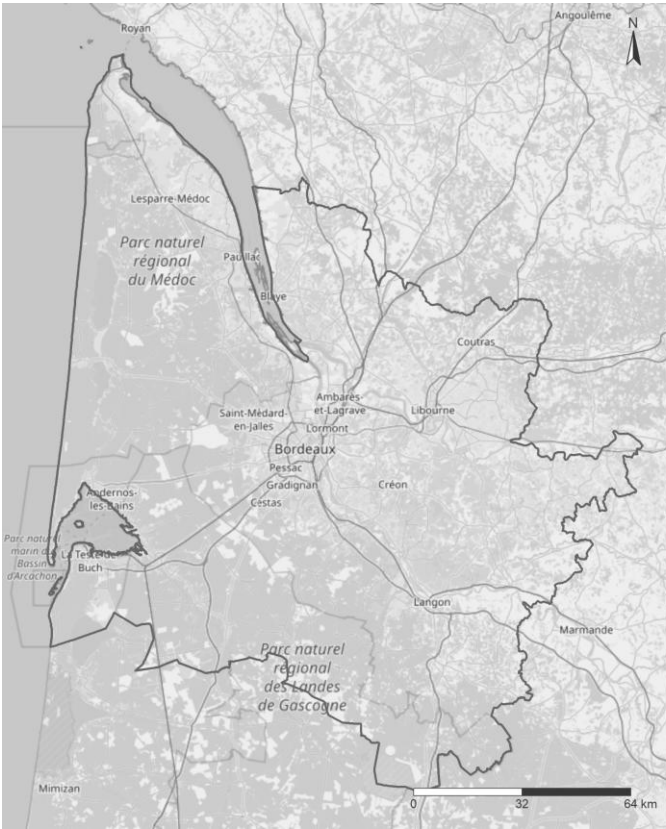 Royan
Angoulême
N
Lesparre-Médoc
Parc naturel
régional
du Médoc
Pauillac
Blaye
Coutras
Ambarès-
et-Lagrave
Saint-Médard-
en-Jalles
Libourne
Lormont
Bordeaux
Pessac
Gradignan
Créon
Andernos-
les-Bains
Cestas
Parc naturel
marin du
Bassin
d'Arcachon
La Teste-de-
Buch
Langon
Marmande
Parc naturel
régional
des Landes
de Gascogne
Mimizan
0
32
64 km